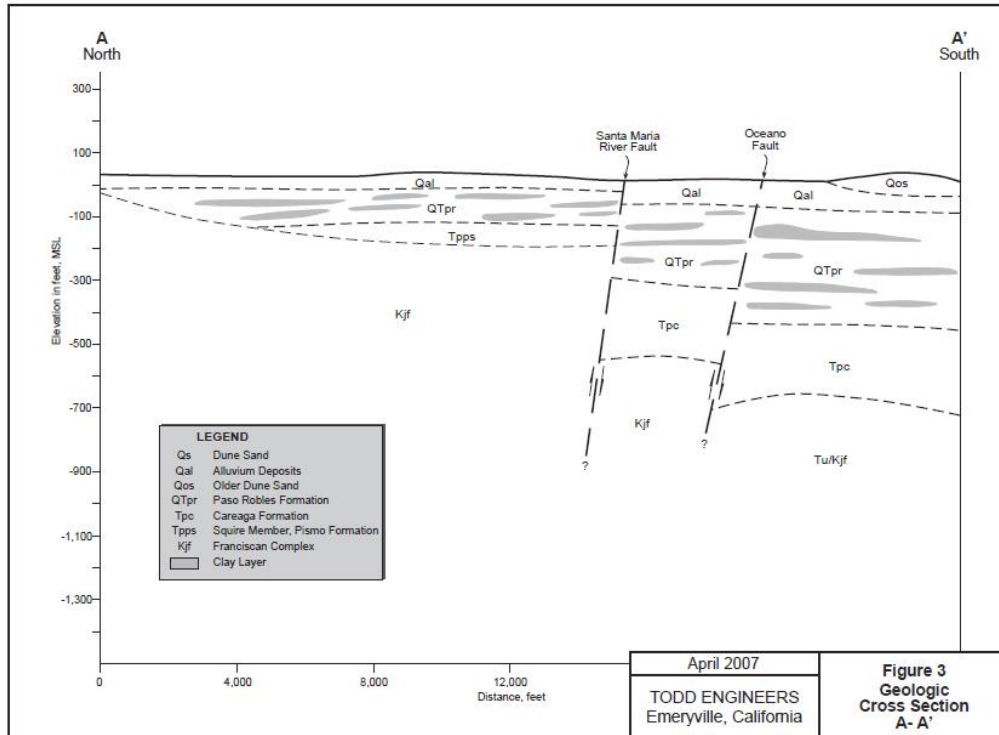 A
North
A'
South
300
100
-100
-300
-500
-700
-900
-1,100
-1,300
Elevation in feet, MSL
Santa Maria
River Fault
Oceano
Fault
Qal
Qal
Qal
Qos
QTpr
Tpps
QTpr
QTpr
Kjf
Tpc
Tpc
Kjf
Tu/Kjf
?
?
LEGEND
Qs Dune Sand
Qal Alluvium Deposits
Qos Older Dune Sand
QTpr Paso Robles Formation
Tpc Careaga Formation
Tpps Squire Member, Pismo Formation
Kjf Franciscan Complex
Clay Layer
0
4,000
8,000
12,000
Distance, feet
April 2007
TODD ENGINEERS
Emeryville, California
Figure 3
Geologic
Cross Section
A- A'